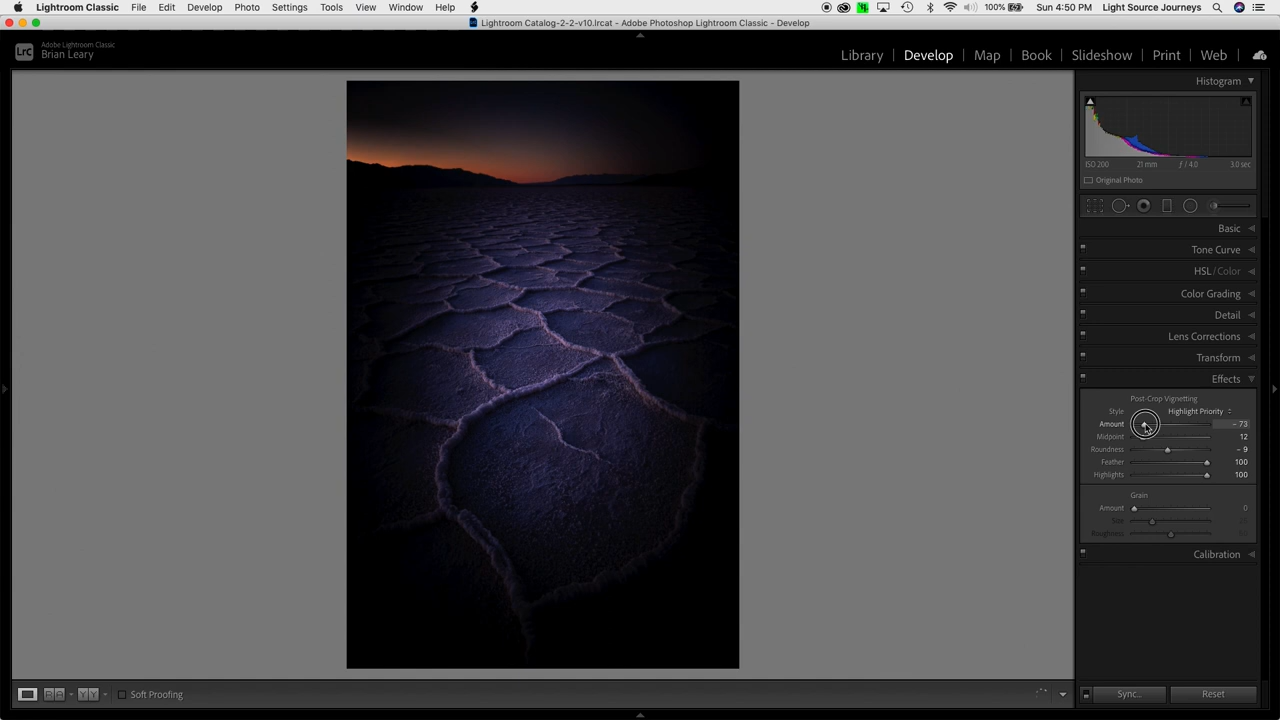 Lightroom Classic File Edit Develop Photo Settings Tools View Window Help 100% Sun 4:50 PM Light Source Journeys
Lightroom Catalog-2-2-v10.lrcat - Adobe Photoshop Lightroom Classic - Develop
LrC Adobe Lightroom Classic
Brian Leary
Library | Develop | Map | Book | Slideshow | Print | Web
Histogram
ISO 200 21 mm ƒ / 4.0 3.0 sec
Original Photo
Basic
Tone Curve
HSL / Color
Color Grading
Detail
Lens Corrections
Transform
Effects
Post-Crop Vignetting
Style Highlight Priority
Amount - 73
Midpoint 12
Roundness - 9
Feather 100
Highlights 100
Grain
Amount 0
Size
Roughness
Calibration
Soft Proofing
Sync... Reset